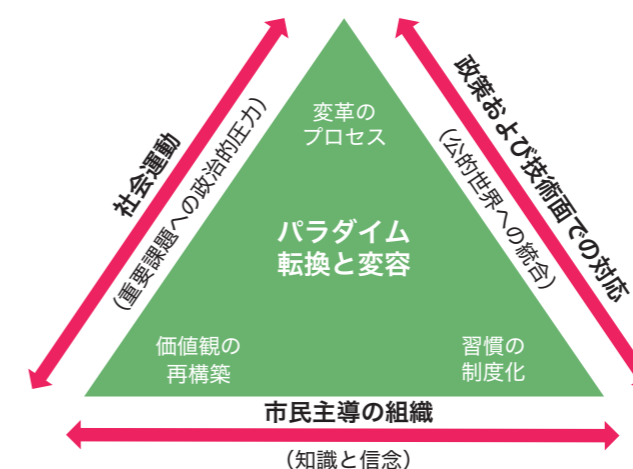 変革の
プロセス
社会運動
（重要課題への政治的圧力）
政策および技術面での対応
（公的世界への統合）
パラダイム
転換と変容
価値観の
再構築
習慣の
制度化
市民主導の組織
（知識と信念）